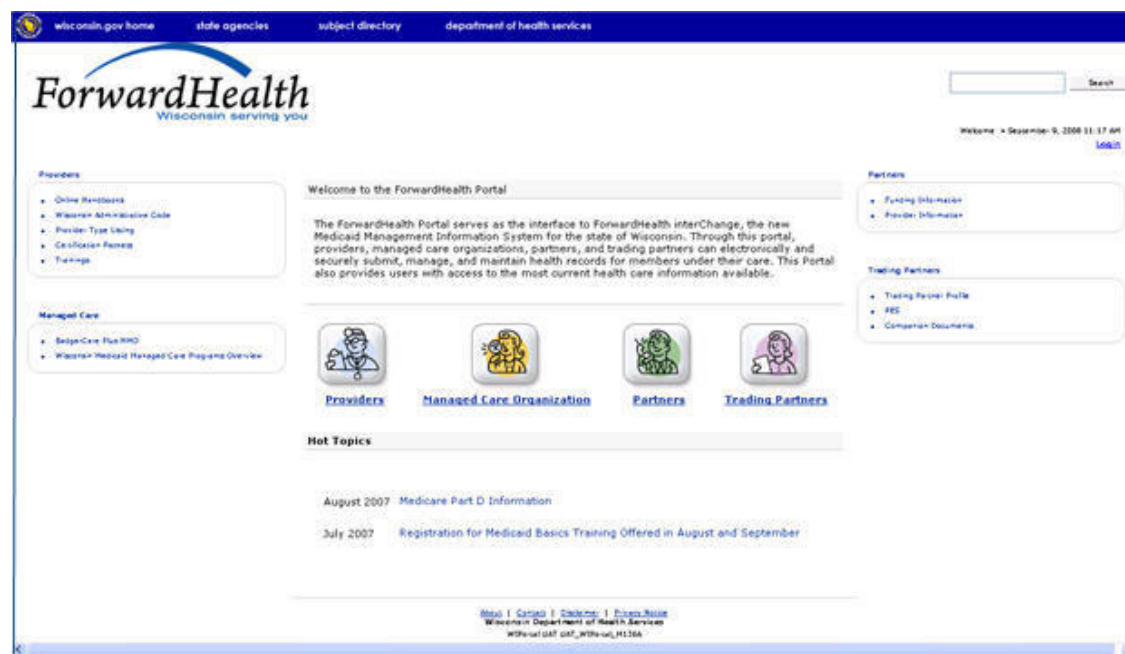 wisconsin.gov home state agencies subject directory department of health services
ForwardHealth
Wisconsin serving you
Search
Welcome » September 9, 2008 11:17 AM
Login
Providers
Online Handbooks
Wisconsin Administrative Code
Provider Type Listing
Certification Packets
Trainings
Managed Care
BadgerCare Plus HMO
Wisconsin Medicaid Managed Care Programs Overview
Welcome to the ForwardHealth Portal
The ForwardHealth Portal serves as the interface to ForwardHealth interChange, the new
Medicaid Management Information System for the state of Wisconsin. Through this portal,
providers, managed care organizations, partners, and trading partners can electronically and
securely submit, manage, and maintain health records for members under their care. This Portal
also provides users with access to the most current health care information available.
Providers Managed Care Organization Partners Trading Partners
Hot Topics
August 2007 Medicare Part D Information
July 2007 Registration for Medicaid Basics Training Offered in August and September
Partners
Funding Information
Provider Information
Trading Partners
Trading Partner Profile
PES
Companion Documents
About | Contact | Disclaimer | Privacy Notice
Wisconsin Department of Health Services